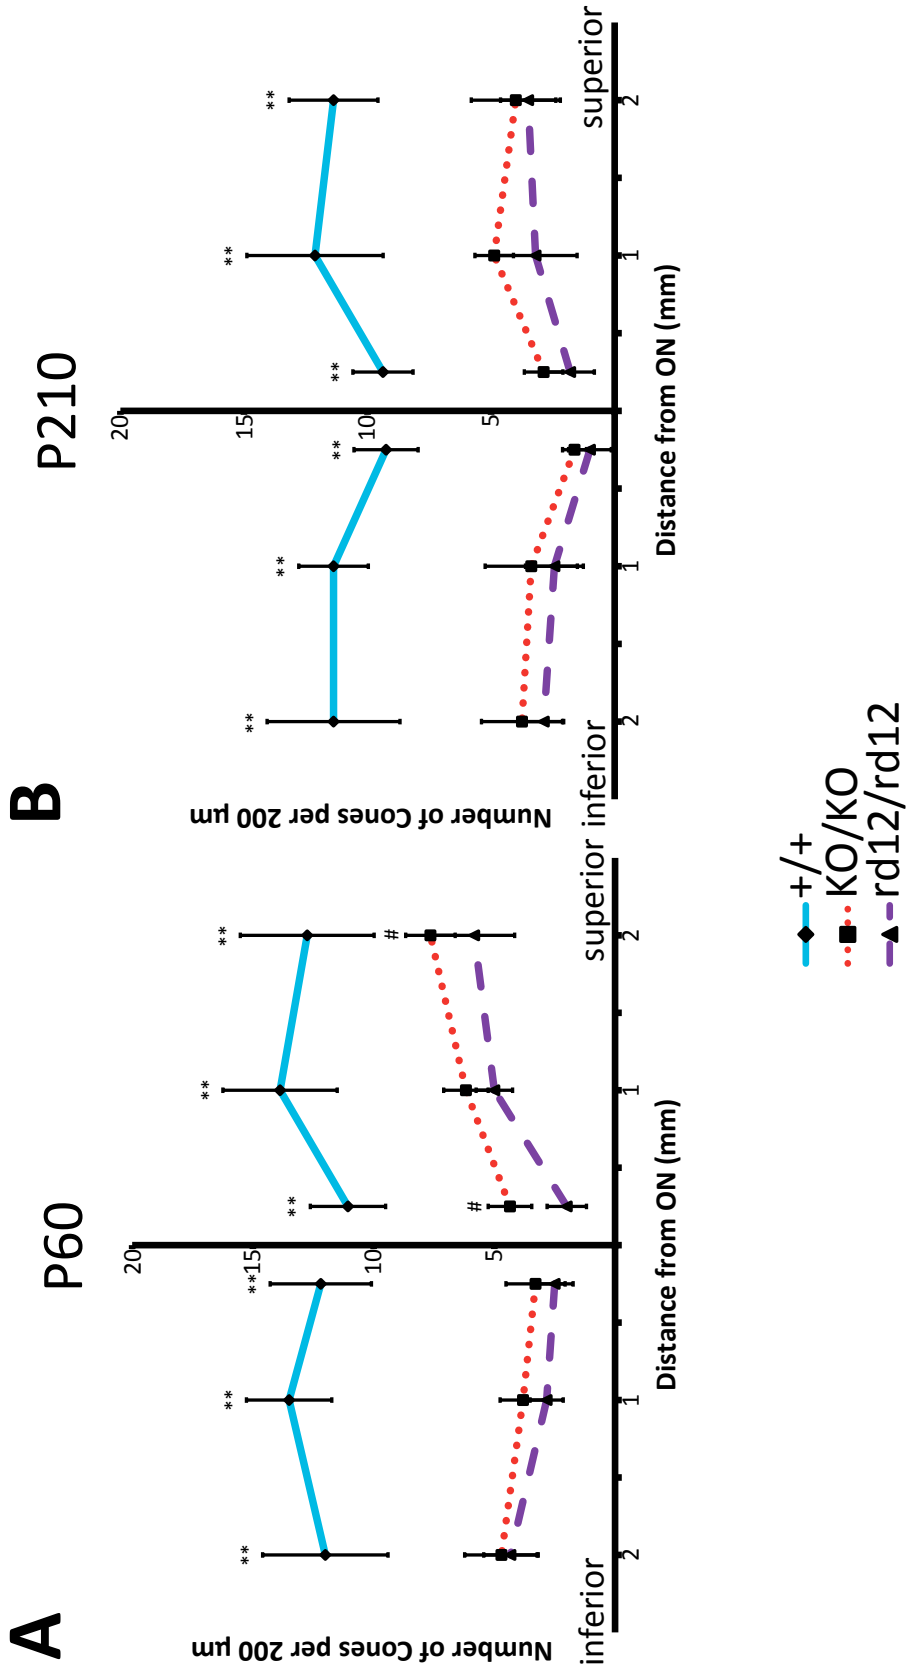 A
P60
Number of Cones per 200 µm
20
15
10
5
**
**
**
**
**
**
#
#
inferior
superior
2
1
1
2
Distance from ON (mm)
B
P210
Number of Cones per 200 µm
20
15
10
5
**
**
**
**
**
**
inferior
superior
2
1
1
2
Distance from ON (mm)
+/+
KO/KO
rd12/rd12